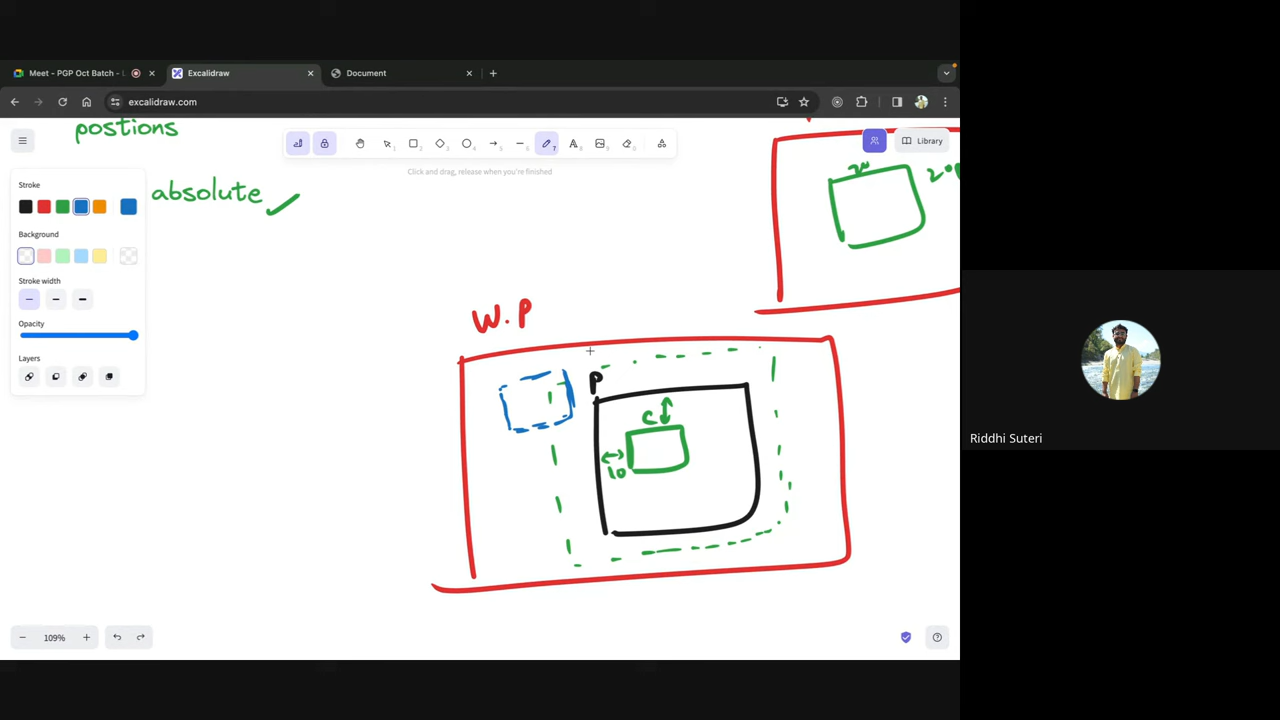 Meet - PGP Oct Batch -
Excalidraw
Document
excalidraw.com
postions
Library
Click and drag, release when you're finished
Stroke
absolute
Background
Stroke width
Opacity
Layers
W.P
P
C
10
109%
Riddhi Suteri